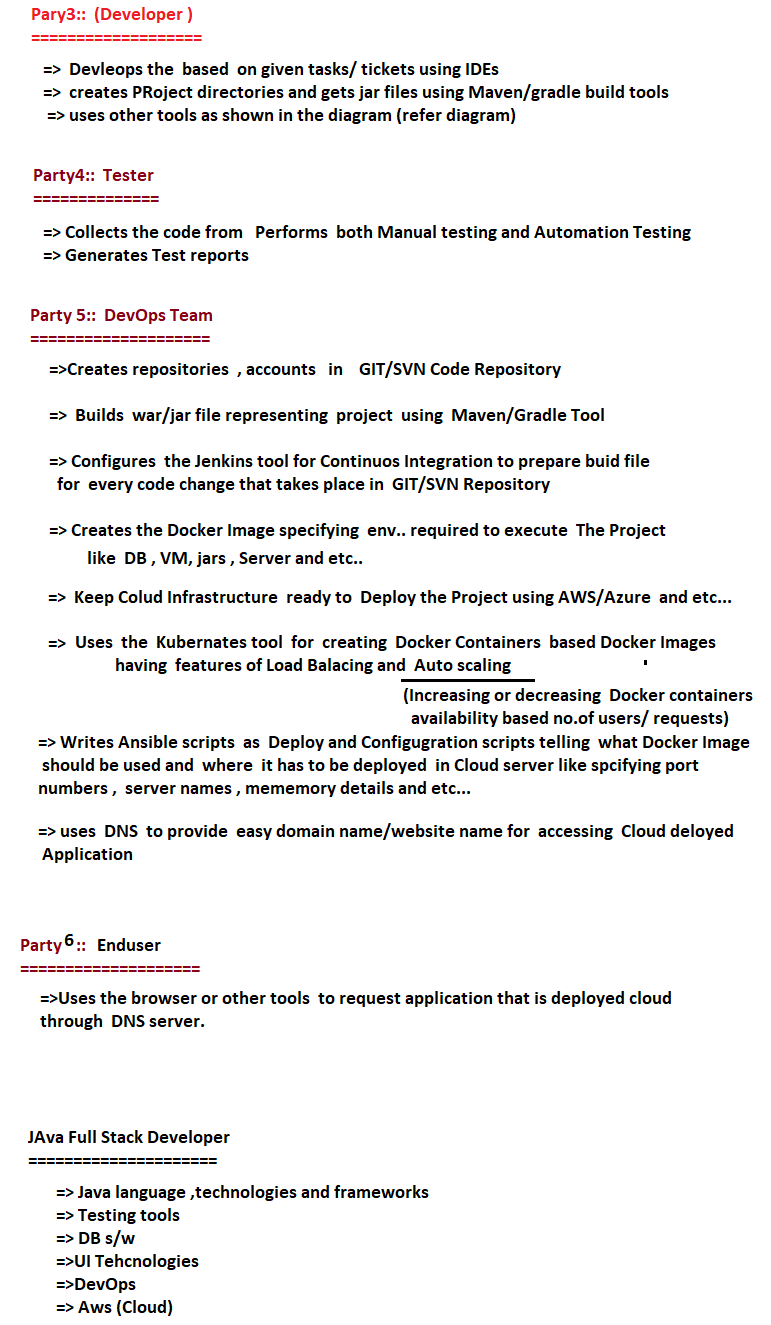 Pary3:: (Developer )
===================
=> Devleops the based on given tasks/ tickets using IDEs
=> creates PRoject directories and gets jar files using Maven/gradle build tools
=> uses other tools as shown in the diagram (refer diagram)
Party4:: Tester
==============
=> Collects the code from Performs both Manual testing and Automation Testing
=> Generates Test reports
Party 5:: DevOps Team
====================
=>Creates repositories , accounts in GIT/SVN Code Repository
=> Builds war/jar file representing project using Maven/Gradle Tool
=> Configures the Jenkins tool for Continuos Integration to prepare buid file
for every code change that takes place in GIT/SVN Repository
=> Creates the Docker Image specifying env.. required to execute The Project
like DB , VM, jars , Server and etc..
=> Keep Colud Infrastructure ready to Deploy the Project using AWS/Azure and etc...
=> Uses the Kubernates tool for creating Docker Containers based Docker Images
having features of Load Balacing and Auto scaling
(Increasing or decreasing Docker containers
availability based no.of users/ requests)
=> Writes Ansible scripts as Deploy and Configugration scripts telling what Docker Image
should be used and where it has to be deployed in Cloud server like spcifying port
numbers , server names , mememory details and etc...
=> uses DNS to provide easy domain name/website name for accessing Cloud deloyed
Application
Party6:: Enduser
====================
=>Uses the browser or other tools to request application that is deployed cloud
through DNS server.
JAva Full Stack Developer
=====================
=> Java language ,technologies and frameworks
=> Testing tools
=> DB s/w
=>UI Tehcnologies
=>DevOps
=> Aws (Cloud)